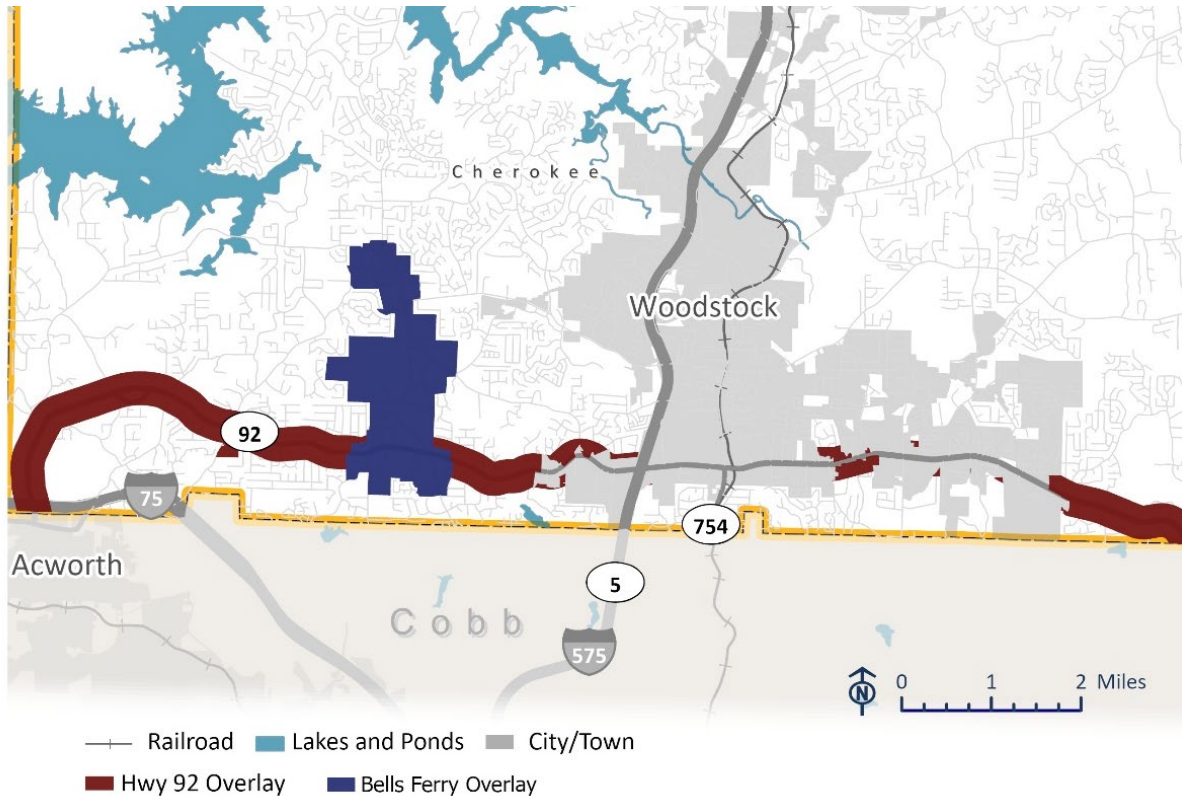 Cherokee
Woodstock
92
75
754
Acworth
5
Cobb
575
N
0 1 2 Miles
Railroad Lakes and Ponds City/Town
Hwy 92 Overlay Bells Ferry Overlay